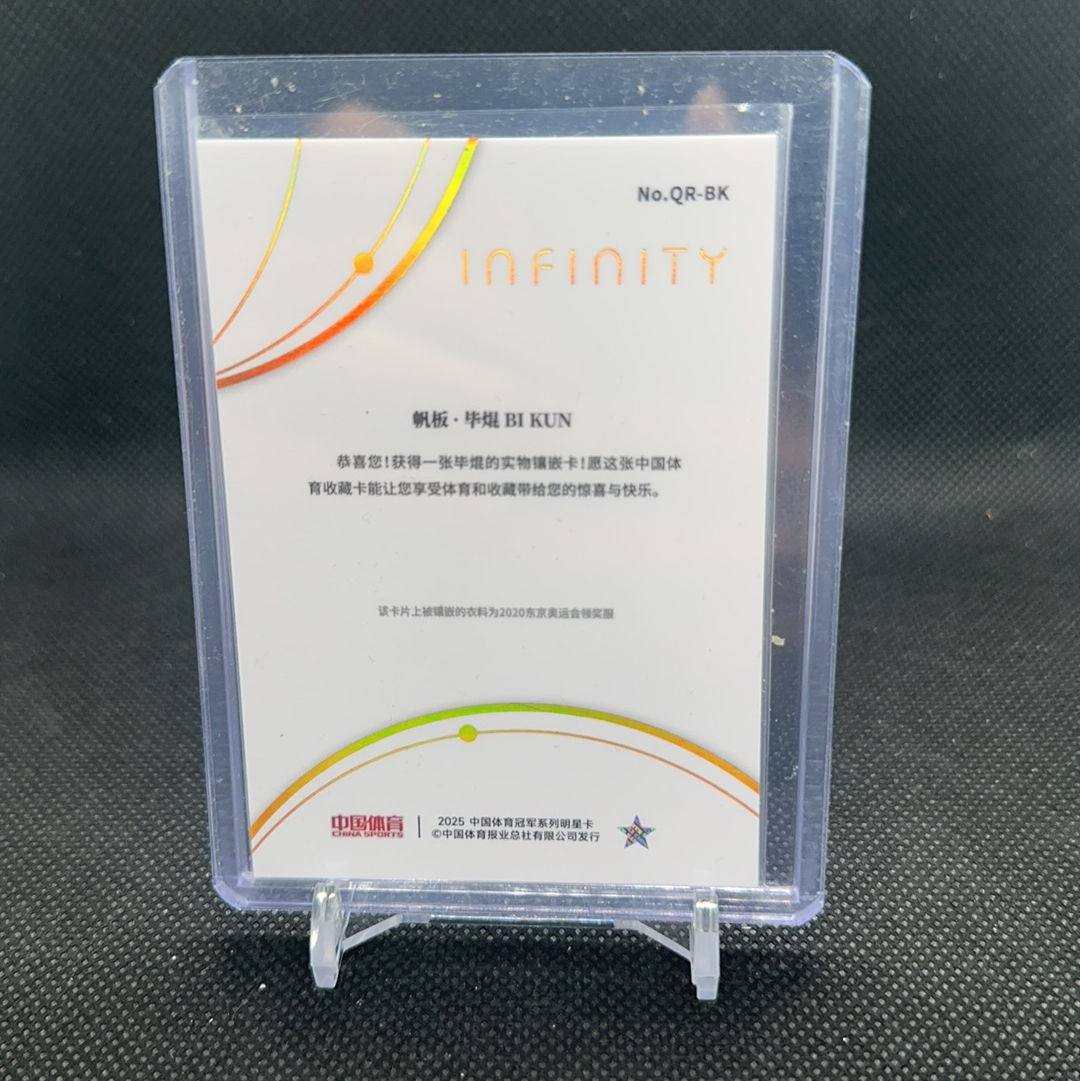 No.QR-BK
INFINITY
帆板·毕焜 BI KUN
恭喜您!获得一张毕焜的实物镶嵌卡!愿这张中国体
育收藏卡能让您享受体育和收藏带给您的惊喜与快乐。
该卡片上被镶嵌的衣料为2020东京奥运会领奖服
中国体育
CHINA SPORTS
2025 中国体育冠军系列明星卡
©中国体育报业总社有限公司发行